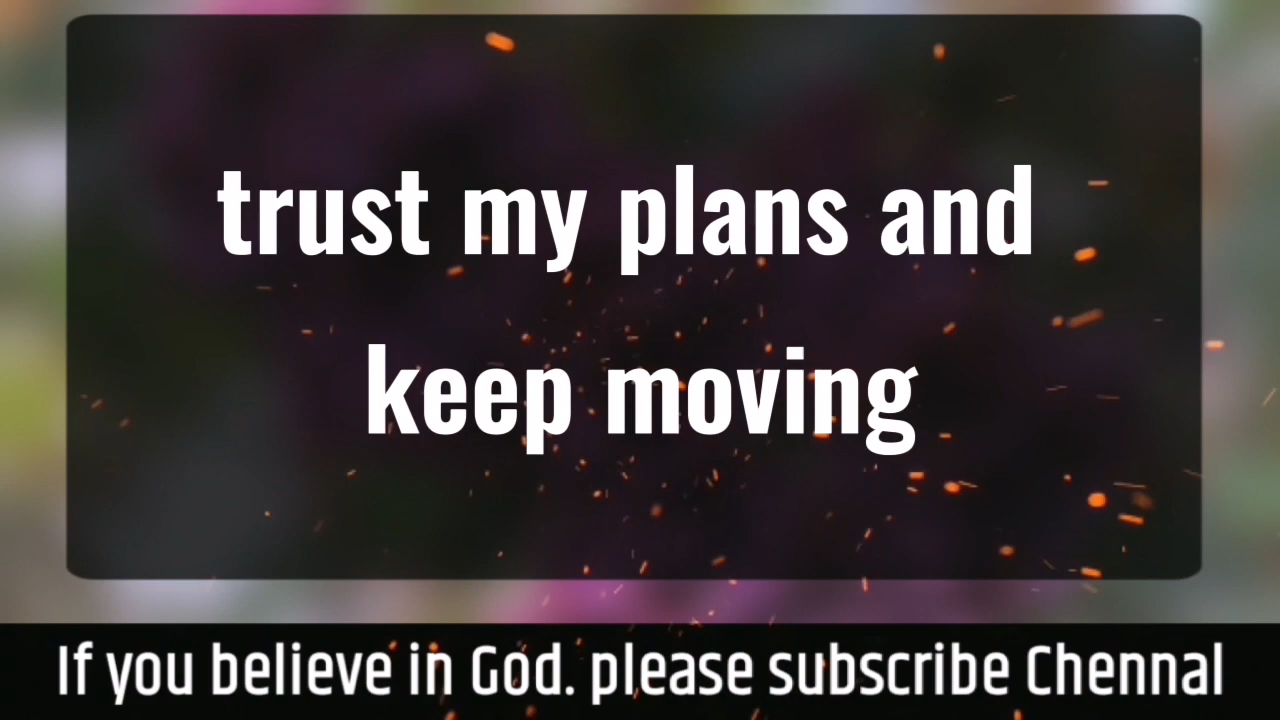 trust my plans and
keep moving
If you believe in God. please subscribe Chennal